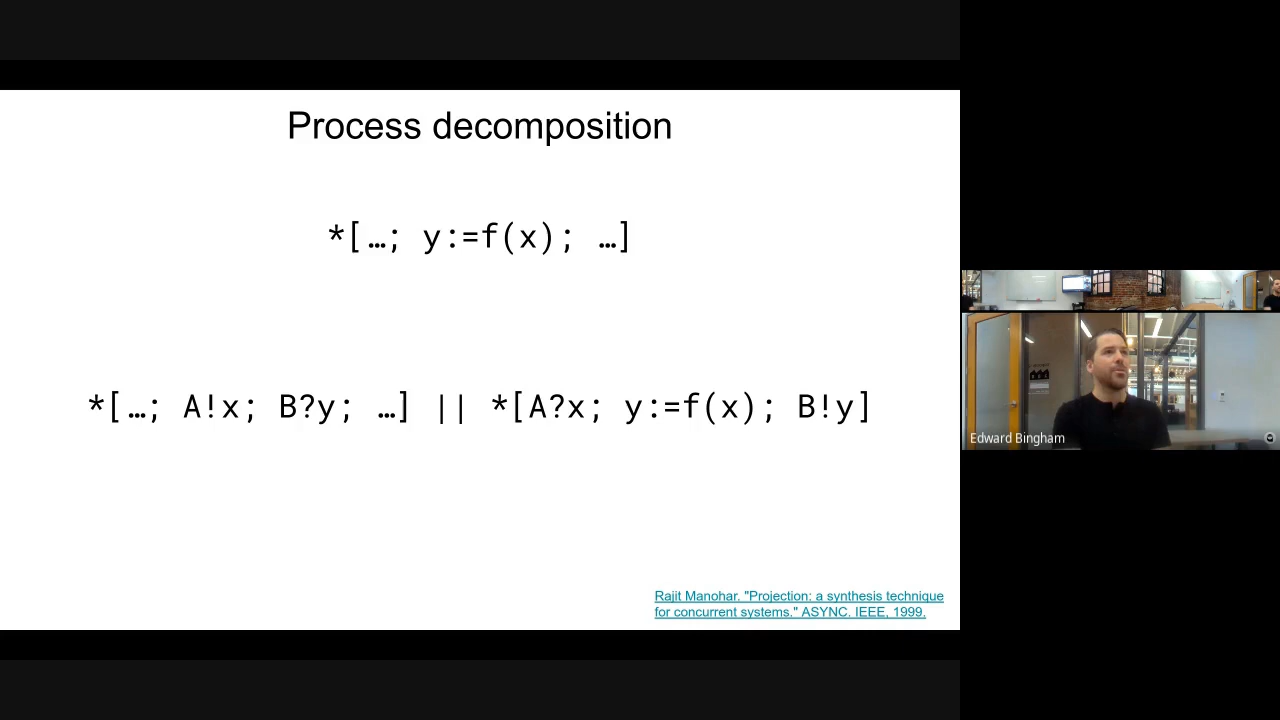 Process decomposition
*[…; y:=f(x); …]
*[…; A!x; B?y; …] || *[A?x; y:=f(x); B!y]
Rajit Manohar. "Projection: a synthesis technique
for concurrent systems." ASYNC. IEEE, 1999.
Edward Bingham